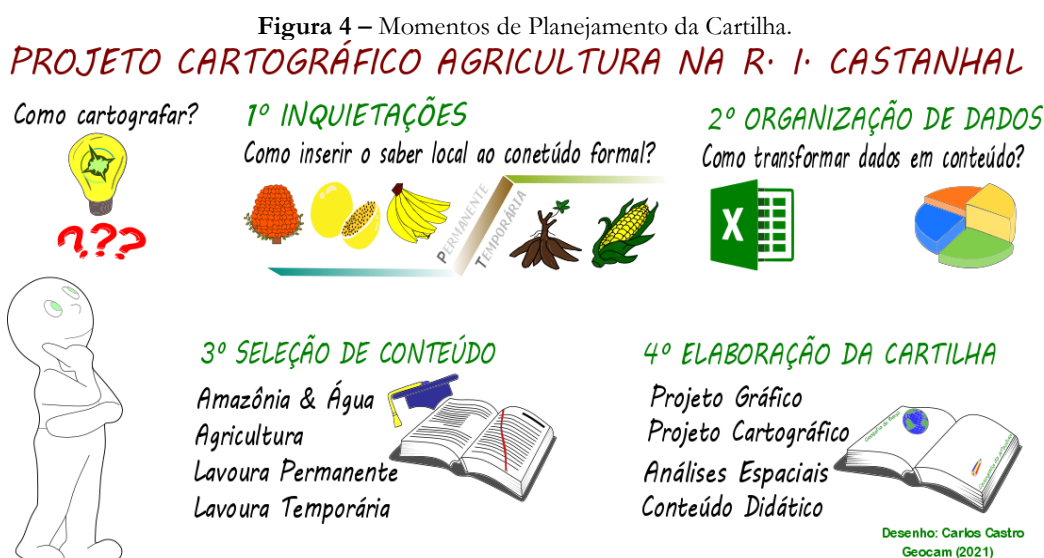 Figura 4 – Momentos de Planejamento da Cartilha.
PROJETO CARTOGRÁFICO AGRICULTURA NA R. I. CASTANHAL
Como cartografar?
???
1º INQUIETAÇÕES
Como inserir o saber local ao conetúdo formal?
PERMANENTE
TEMPORÁRIA
2º ORGANIZAÇÃO DE DADOS
Como transformar dados em conteúdo?
X
3º SELEÇÃO DE CONTEÚDO
Amazônia & Água
Agricultura
Lavoura Permanente
Lavoura Temporária
4º ELABORAÇÃO DA CARTILHA
Projeto Gráfico
Projeto Cartográfico
Análises Espaciais
Conteúdo Didático
Desenho: Carlos Castro
Geocam (2021)